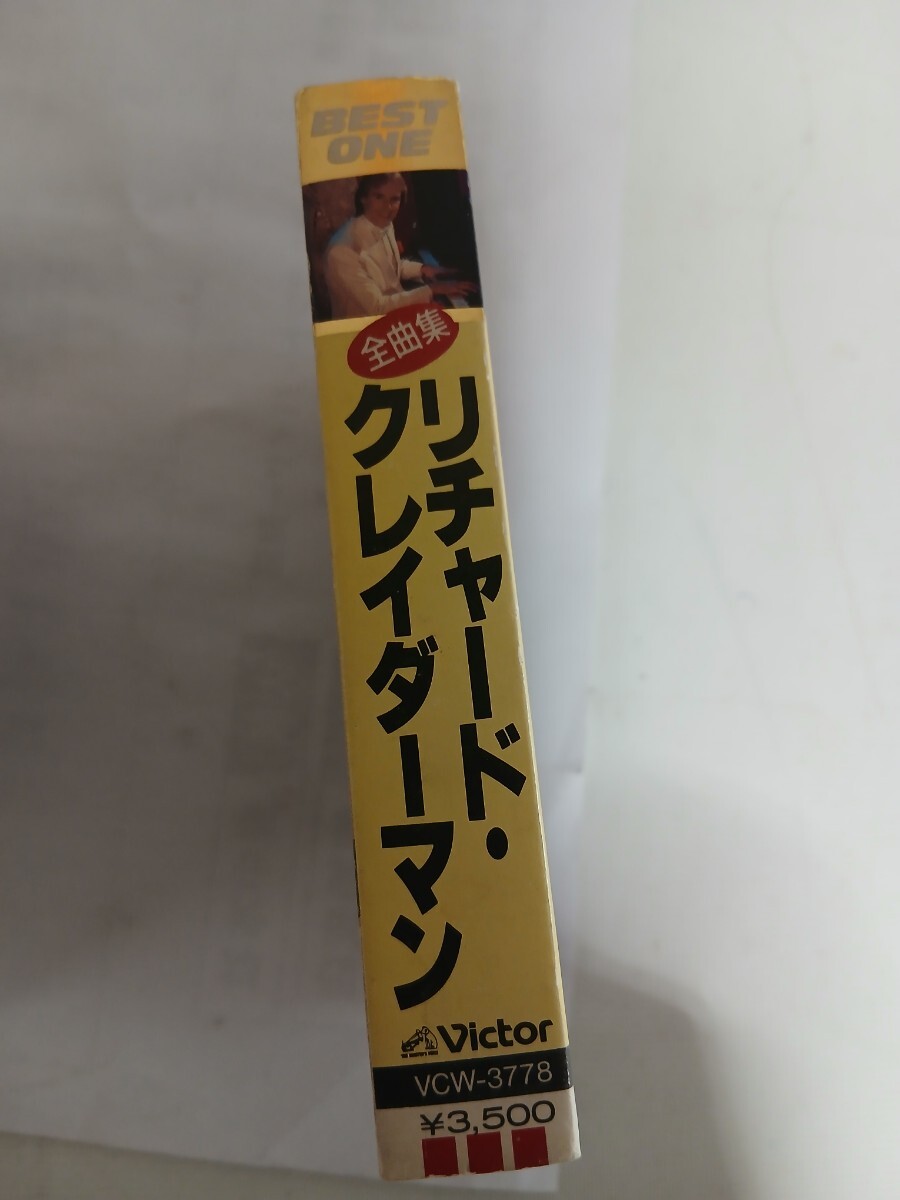 BEST
ONE
全曲集
リチャード・
クレイダーマン
Victor
VCW-3778
¥3,500